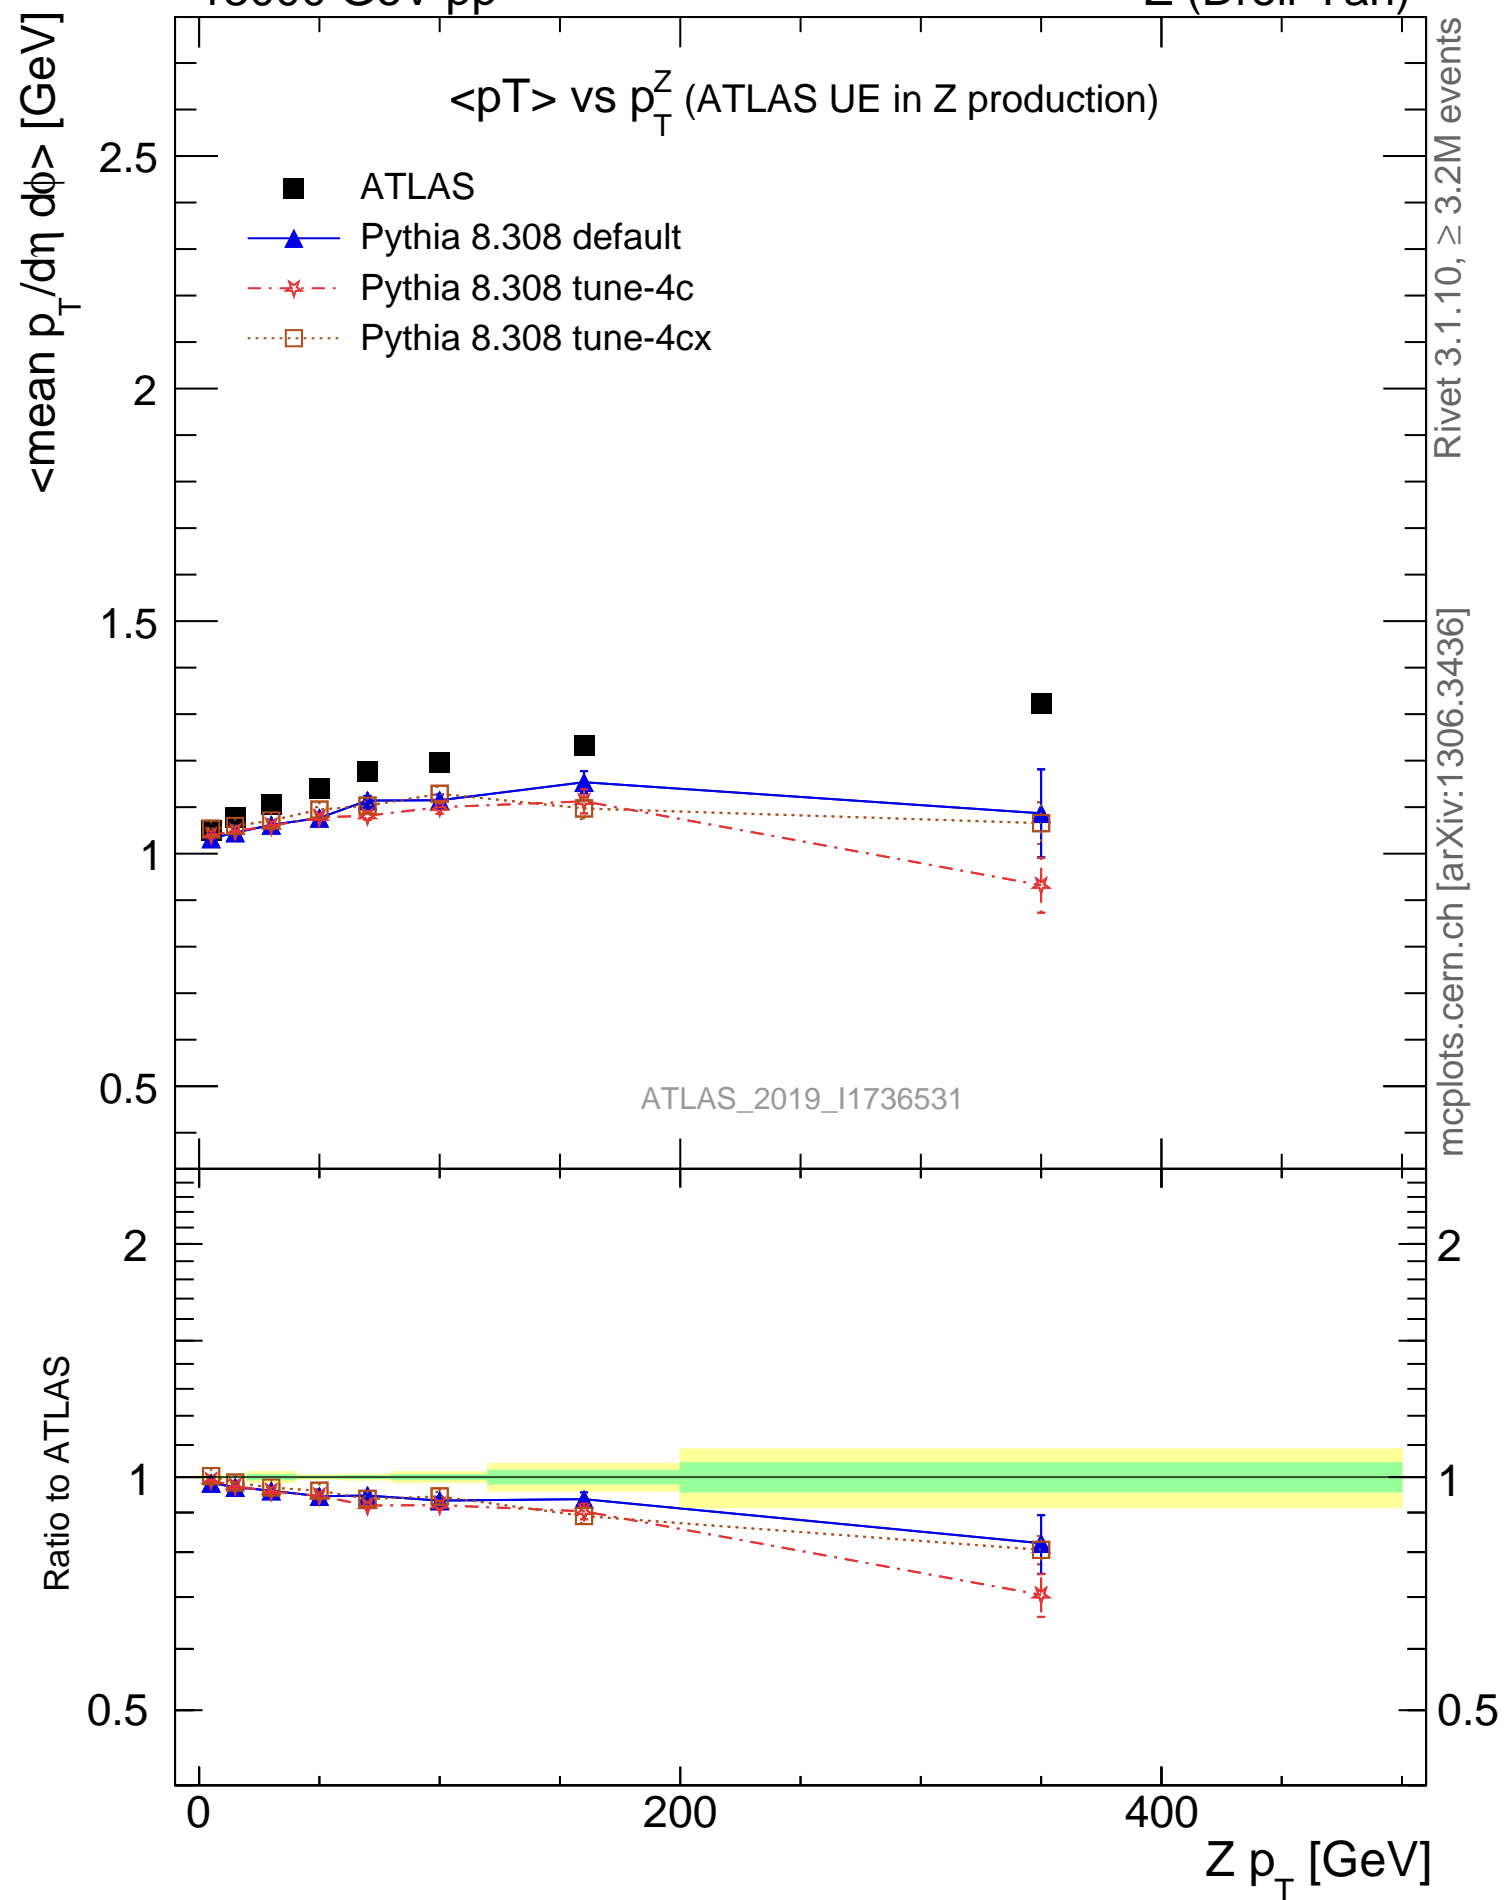 <pT> vs p_T^Z (ATLAS UE in Z production)
ATLAS
Pythia 8.308 default
Pythia 8.308 tune-4c
Pythia 8.308 tune-4cx
<mean p_T/dη dϕ> [GeV]
2.5
2
1.5
1
0.5
ATLAS_2019_I1736531
Rivet 3.1.10, ≥ 3.2M events
mcplots.cern.ch [arXiv:1306.3436]
Ratio to ATLAS
2
1
0.5
2
1
0.5
0
200
400
Z p_T [GeV]